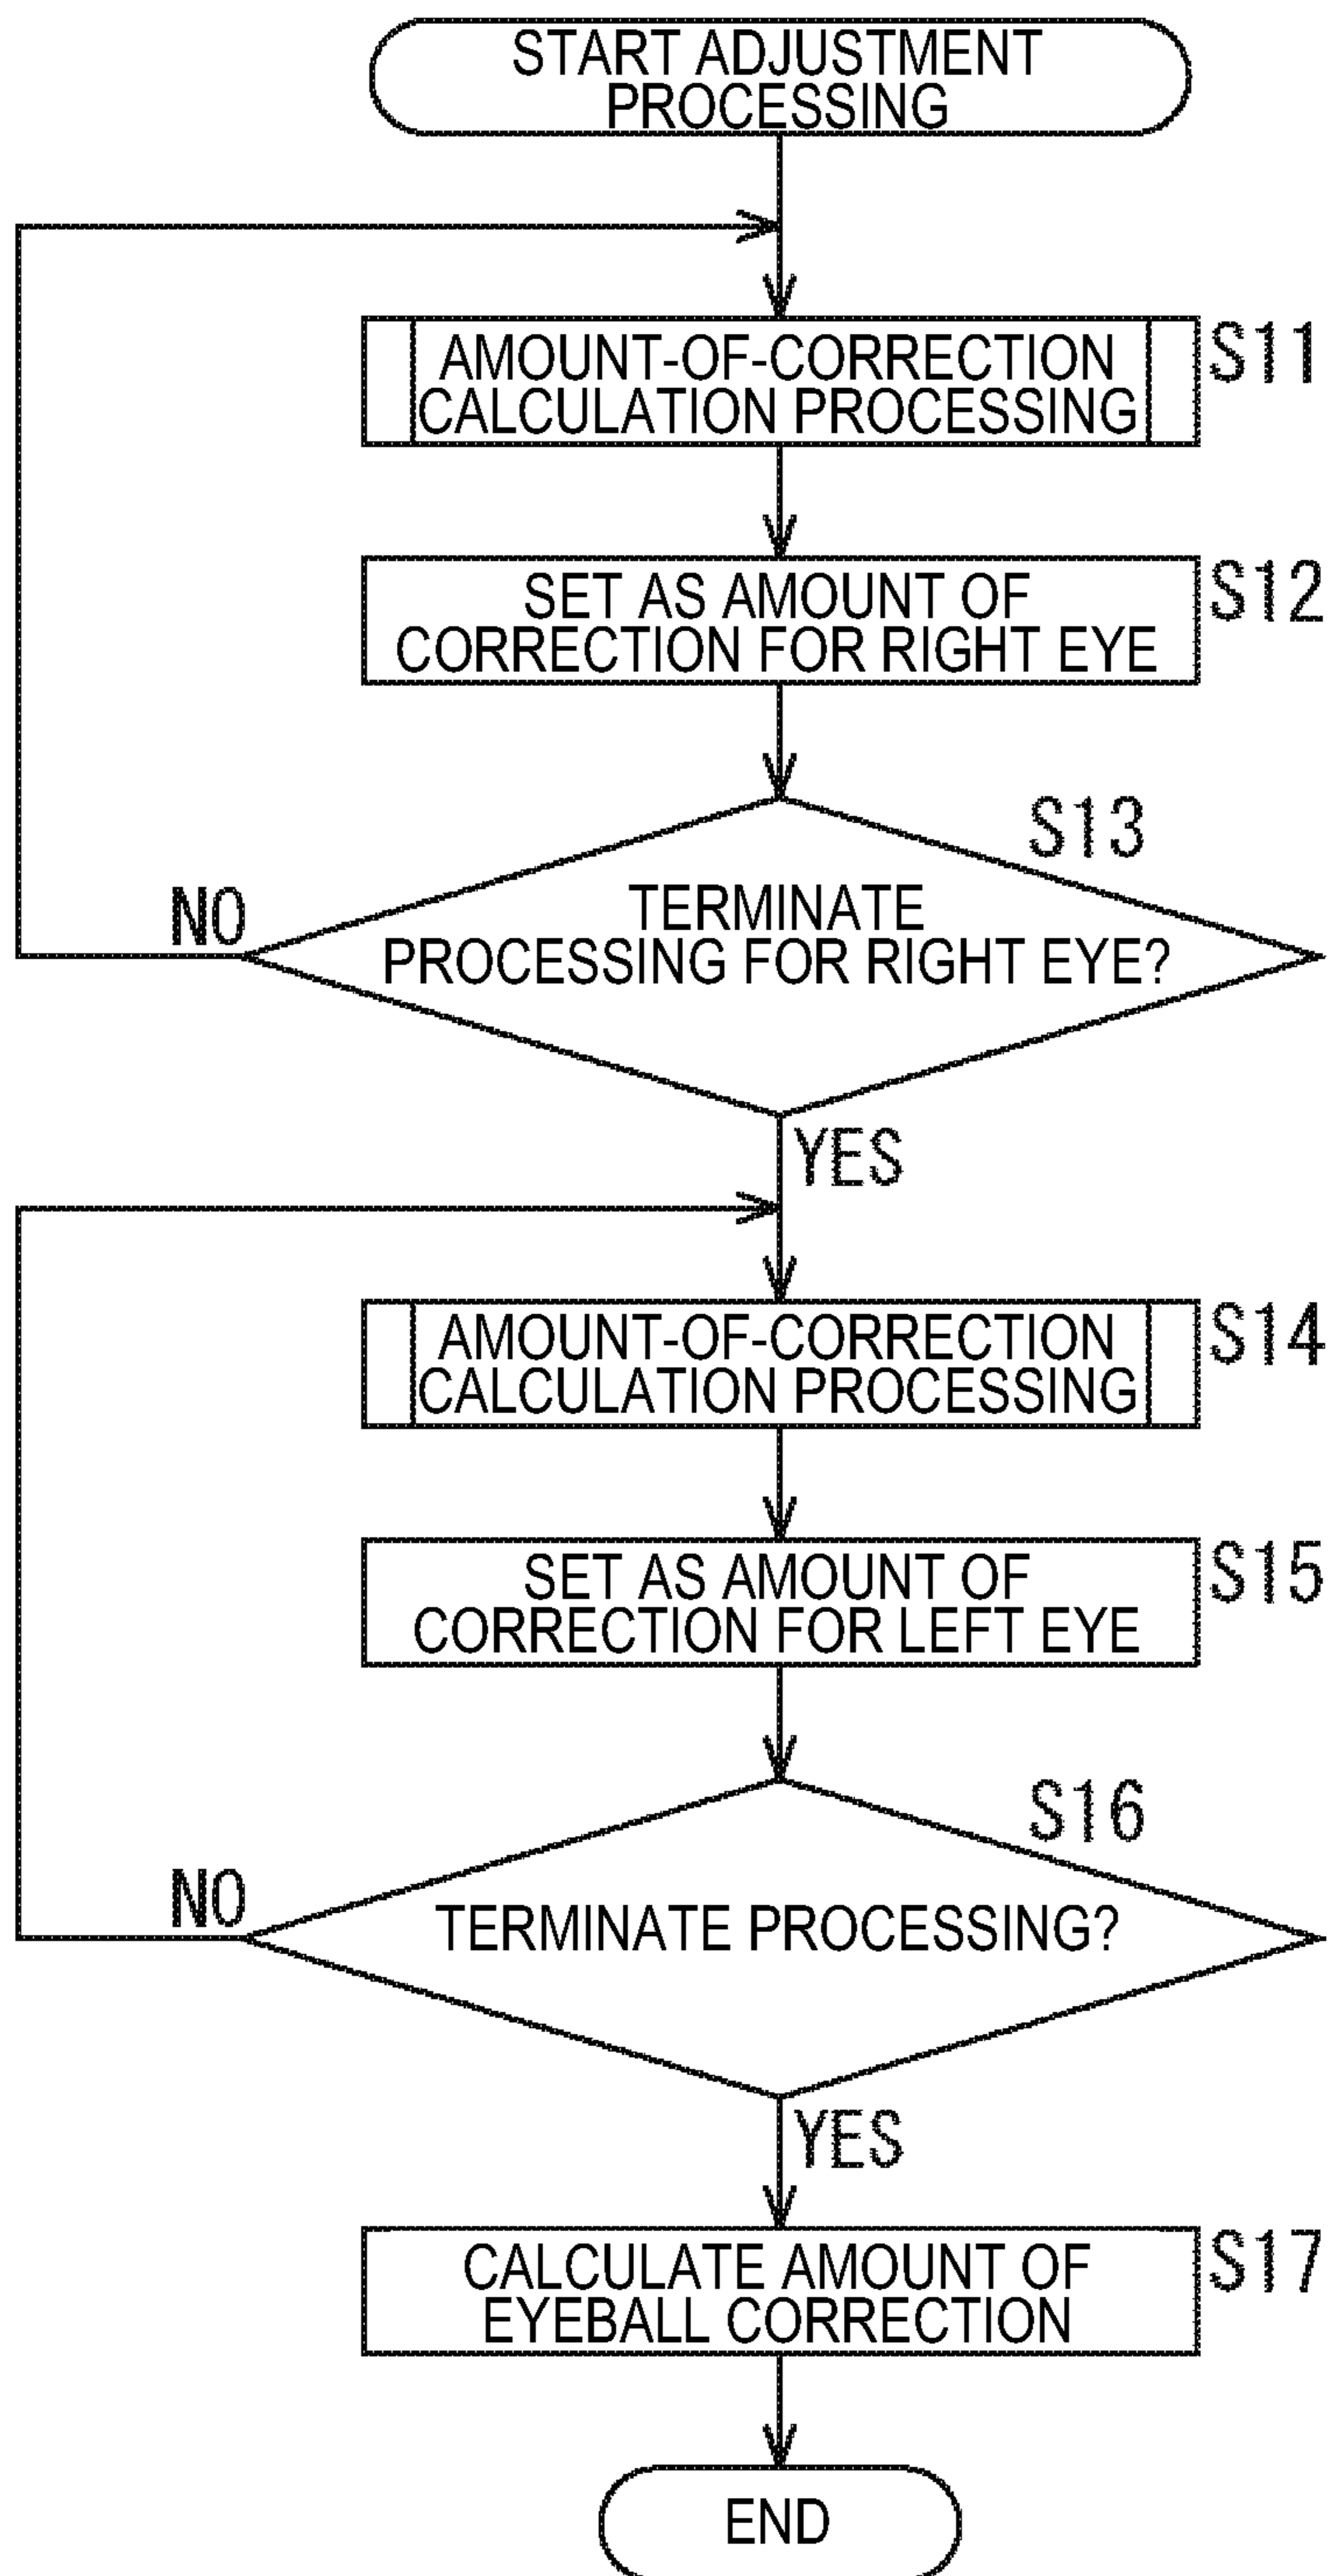 START ADJUSTMENT
PROCESSING
AMOUNT-OF-CORRECTION
CALCULATION PROCESSING
S11
SET AS AMOUNT OF
CORRECTION FOR RIGHT EYE
S12
S13
TERMINATE
PROCESSING FOR RIGHT EYE?
NO
YES
AMOUNT-OF-CORRECTION
CALCULATION PROCESSING
S14
SET AS AMOUNT OF
CORRECTION FOR LEFT EYE
S15
S16
TERMINATE PROCESSING?
NO
YES
CALCULATE AMOUNT OF
EYEBALL CORRECTION
S17
END